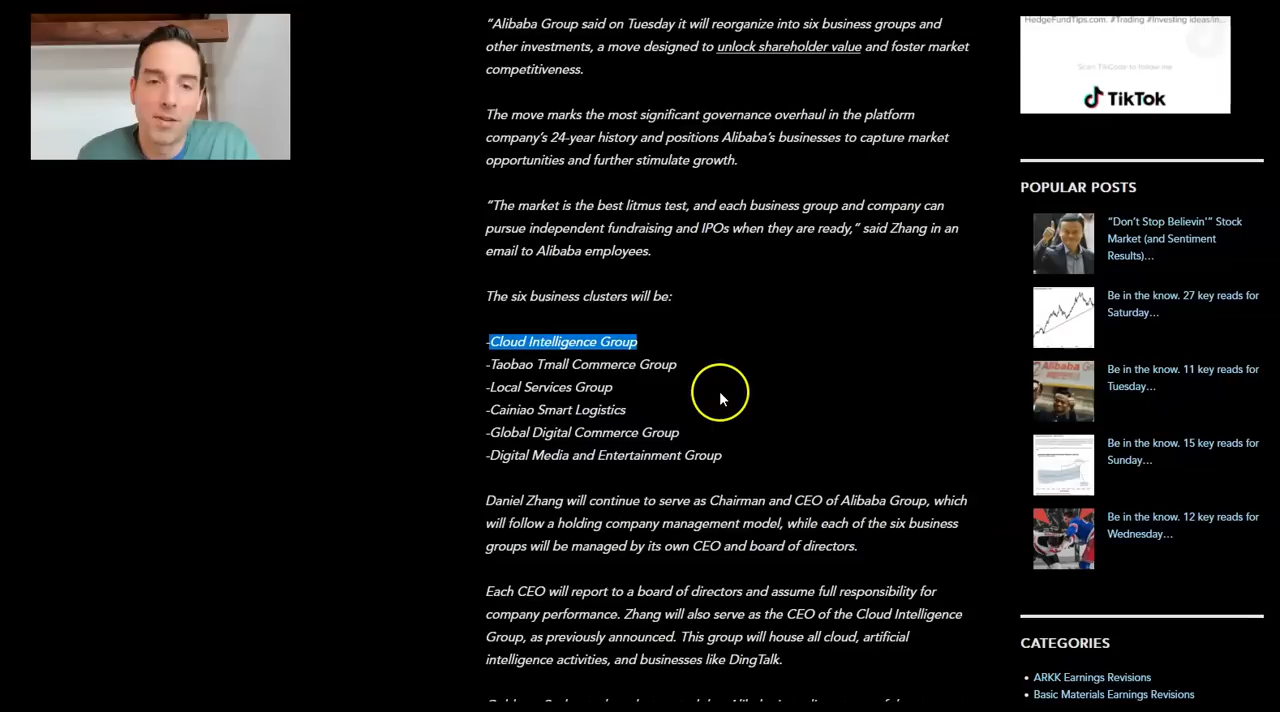 "Alibaba Group said on Tuesday it will reorganize into six business groups and
other investments, a move designed to unlock shareholder value and foster market
competitiveness.
The move marks the most significant governance overhaul in the platform
company's 24-year history and positions Alibaba's businesses to capture market
opportunities and further stimulate growth.
"The market is the best litmus test, and each business group and company can
pursue independent fundraising and IPOs when they are ready," said Zhang in an
email to Alibaba employees.
The six business clusters will be:
-Cloud Intelligence Group
-Taobao Tmall Commerce Group
-Local Services Group
-Cainiao Smart Logistics
-Global Digital Commerce Group
-Digital Media and Entertainment Group
Daniel Zhang will continue to serve as Chairman and CEO of Alibaba Group, which
will follow a holding company management model, while each of the six business
groups will be managed by its own CEO and board of directors.
Each CEO will report to a board of directors and assume full responsibility for
company performance. Zhang will also serve as the CEO of the Cloud Intelligence
Group, as previously announced. This group will house all cloud, artificial
intelligence activities, and businesses like DingTalk.
HedgeFundTips.com. #Trading #Investing ideas/in...
Scan TikCode to follow me
TikTok
POPULAR POSTS
"Don't Stop Believin'" Stock
Market (and Sentiment
Results)...
Be in the know. 27 key reads for
Saturday...
Be in the know. 11 key reads for
Tuesday...
Be in the know. 15 key reads for
Sunday...
Be in the know. 12 key reads for
Wednesday...
CATEGORIES
ARKK Earnings Revisions
Basic Materials Earnings Revisions